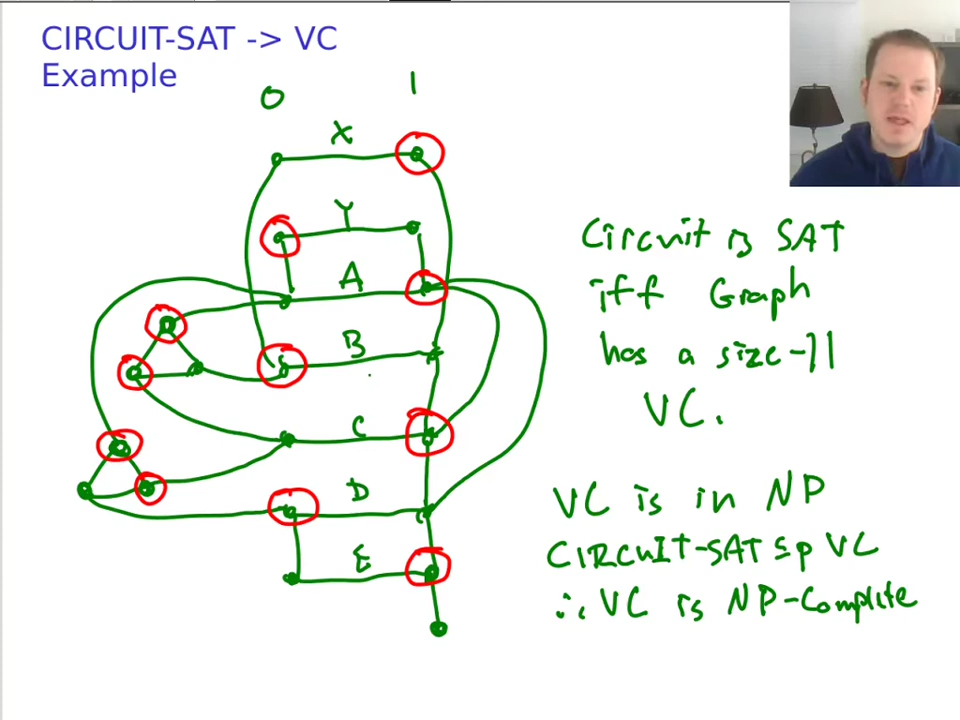 CIRCUIT-SAT -> VC
Example
0 1
X
Y
A
B
C
D
E
Circuit is SAT
iff Graph
has a size-11
VC.
VC is in NP
CIRCUIT-SAT ≤p VC
∴ VC is NP-Complete